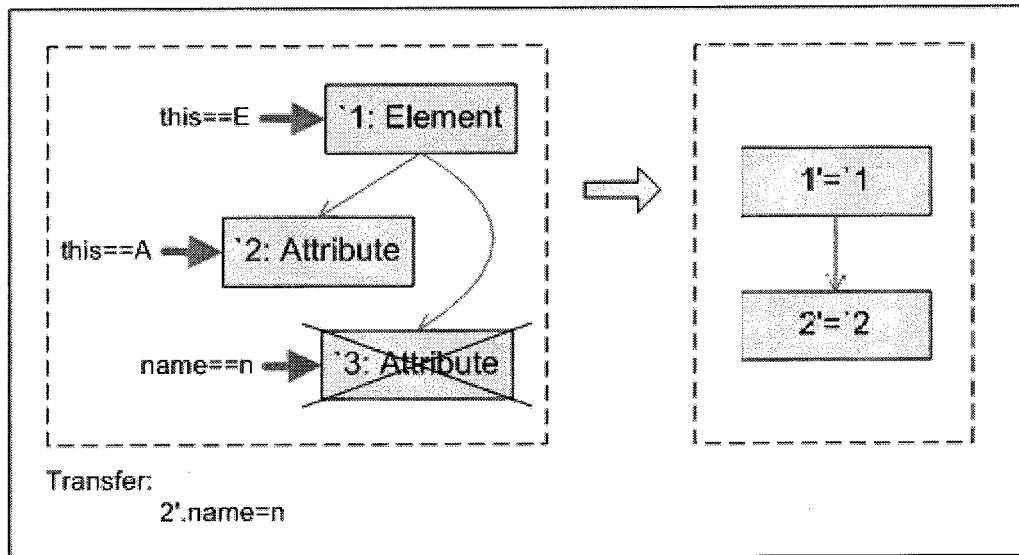 this==E
`1: Element
this==A
`2: Attribute
name==n
`3: Attribute
1'=`1
2'=`2
Transfer:
2'.name=n